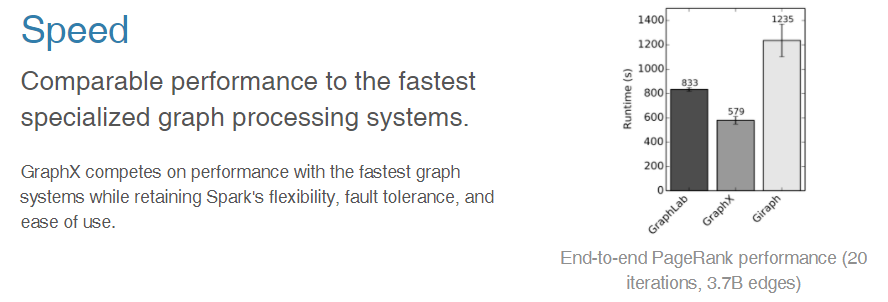 Speed
Comparable performance to the fastest
specialized graph processing systems.
GraphX competes on performance with the fastest graph
systems while retaining Spark's flexibility, fault tolerance, and
ease of use.
Runtime (s)
1400
1200
1000
800
600
400
200
0
833
579
1235
GraphLab
GraphX
Giraph
End-to-end PageRank performance (20
iterations, 3.7B edges)